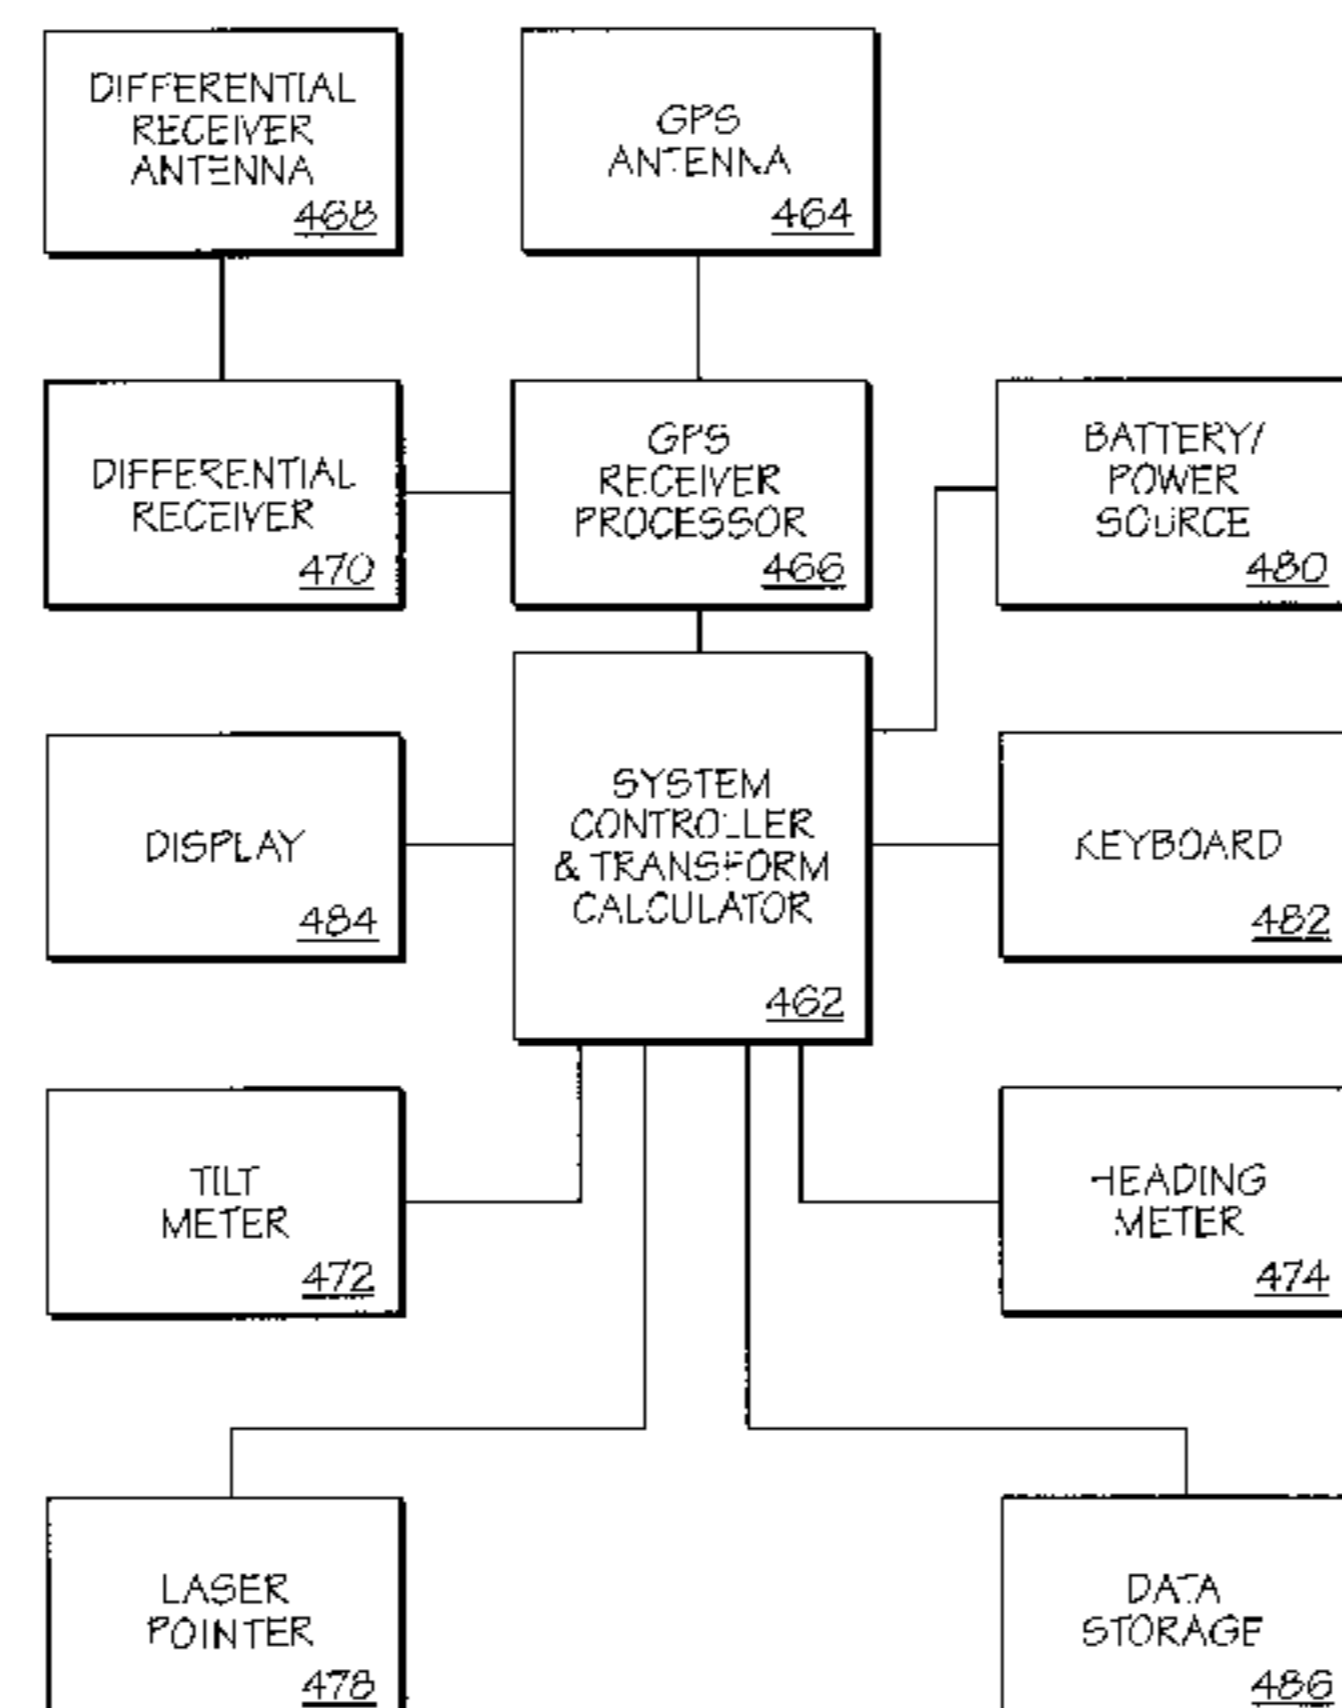 DIFFERENTIAL
RECEIVER
ANTENNA
468
GPS
ANTENNA
464
DIFFERENTIAL
RECEIVER
470
GPS
RECEIVER
PROCESSOR
466
BATTERY/
POWER
SOURCE
480
DISPLAY
484
SYSTEM
CONTROLLER
& TRANSFORM
CALCULATOR
462
KEYBOARD
482
TILT
METER
472
HEADING
METER
474
LASER
POINTER
478
DATA
STORAGE
486